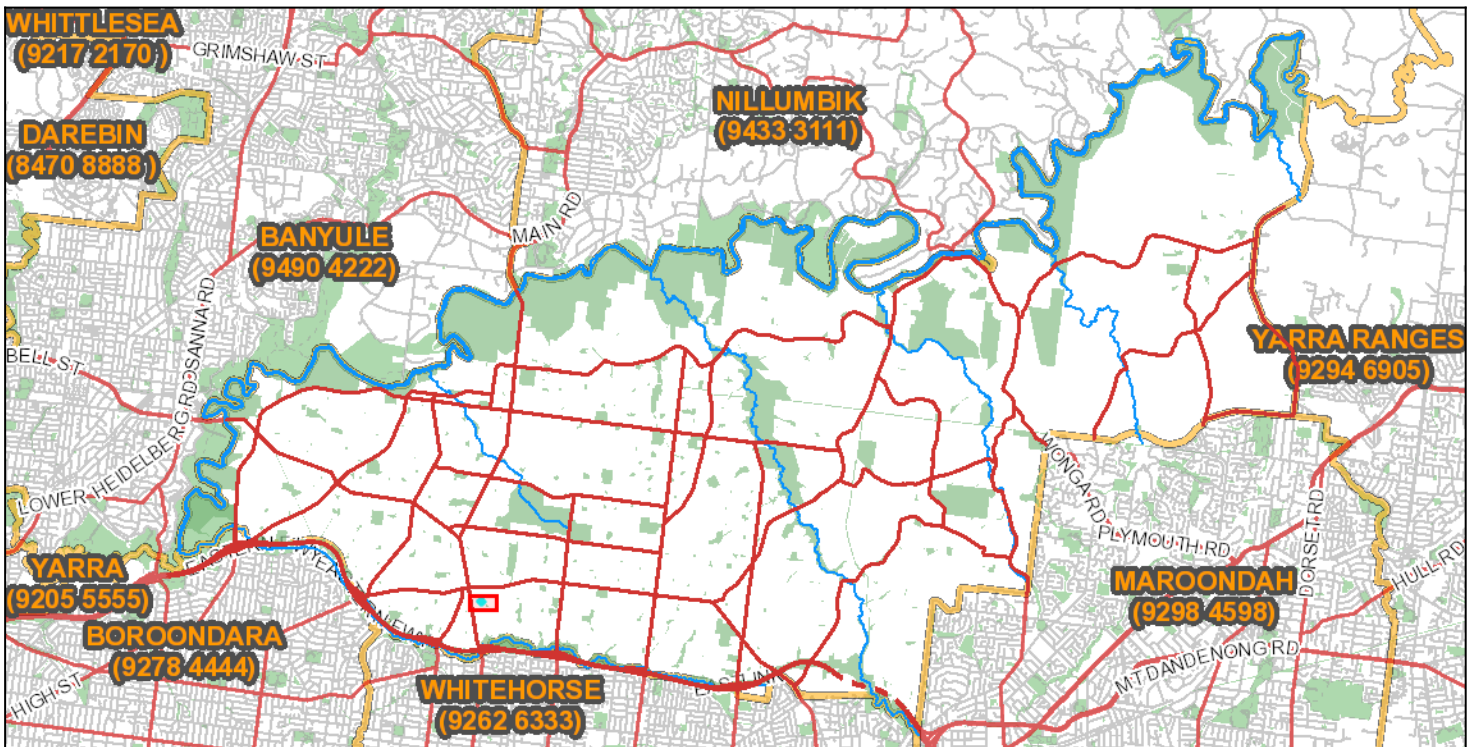 WHITTLESEA
(9217 2170 )
GRIMSHAW ST
NILLUMBIK
(9433 3111)
DAREBIN
(8470 8888 )
MAIN RD
BANYULE
(9490 4222)
ROSANNA RD
BELL ST
YARRA RANGES
(9294 6905)
LOWER HEIDELBERG RD
WONGA RD
PLYMOUTH RD
DORSET RD
HULL RD
YARRA
(9205 5555)
MAROONDAH
(9298 4598)
BOROONDARA
(9278 4444)
MT DANDENONG RD
HIGH ST
WHITEHORSE
(9262 6333)